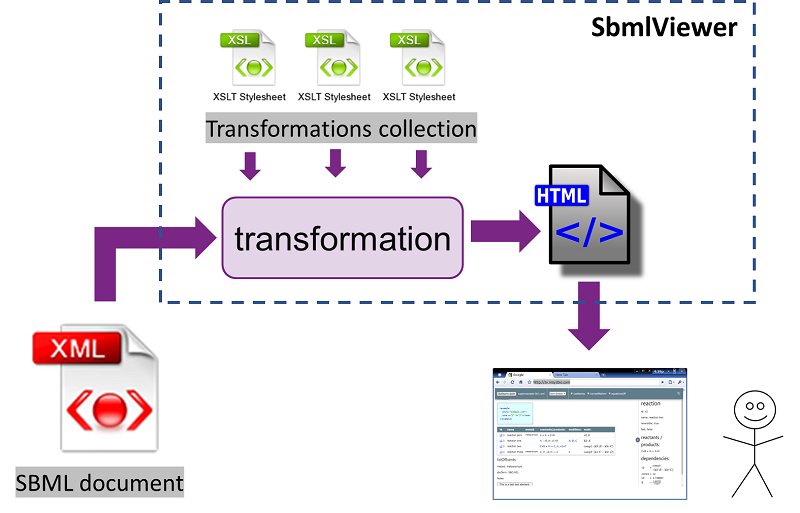 SbmlViewer
XSL
XSL
XSL
XSLT Stylesheet
XSLT Stylesheet
XSLT Stylesheet
Transformations collection
transformation
HTML
</>
XML
SBML document
reaction
reactants /
products:
dependencies: